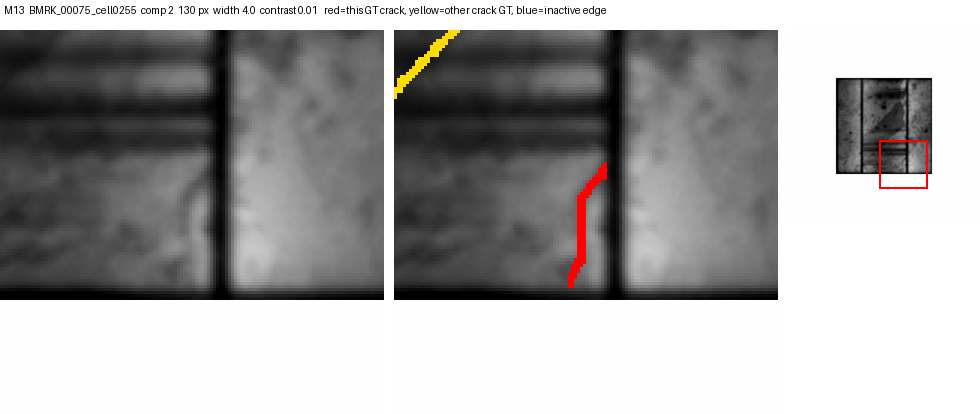 M13 BMRK_00075_cell0255 comp 2 130 px width 4.0 contrast 0.01 red=this GT crack, yellow=other crack GT, blue=inactive edge